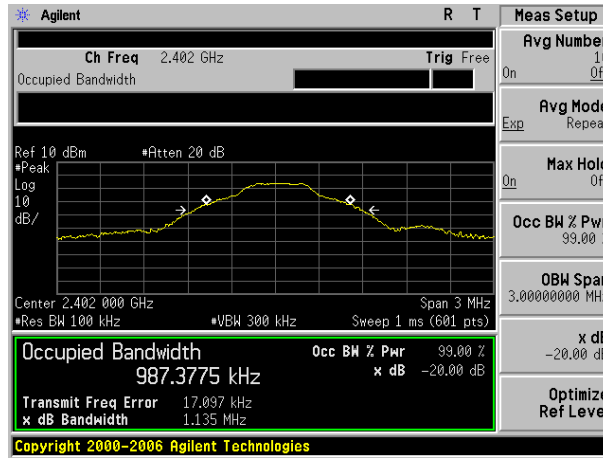 Agilent R T
Meas Setup
Ch Freq 2.402 GHz Trig Free
Occupied Bandwidth
Ref 10 dBm #Atten 20 dB
#Peak
Log
10
dB/
Center 2.402 000 GHz Span 3 MHz
#Res BW 100 kHz #VBW 300 kHz Sweep 1 ms (601 pts)
Occupied Bandwidth
987.3775 kHz
Occ BW % Pwr 99.00 %
x dB -20.00 dB
Transmit Freq Error 17.097 kHz
x dB Bandwidth 1.135 MHz
Copyright 2000-2006 Agilent Technologies
Avg Number
10
On Of
Avg Mode
Exp Repea
Max Hold
On Of
Occ BW % Pwr
99.00
OBW Span
3.00000000 MH
x dB
-20.00 dB
Optimize
Ref Level